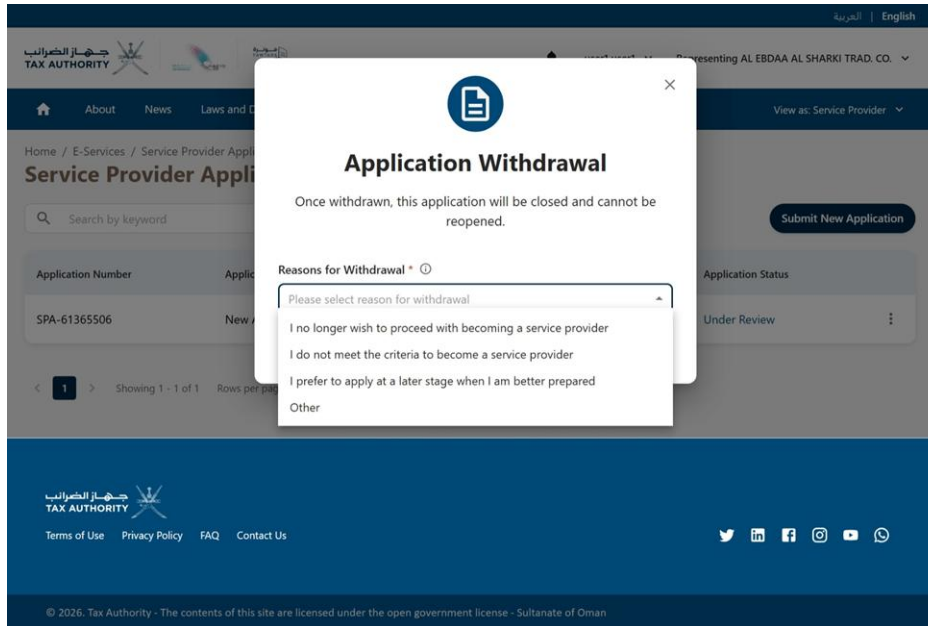 العربية | English
جهاز الضرائب
TAX AUTHORITY
Representing AL EBDAA AL SHARKI TRAD. CO.
About News Laws and D
View as: Service Provider
Home / E-Services / Service Provider Appli
Service Provider Appli
Search by keyword
Submit New Application
Application Withdrawal
Once withdrawn, this application will be closed and cannot be
reopened.
Reasons for Withdrawal *
Please select reason for withdrawal
I no longer wish to proceed with becoming a service provider
I do not meet the criteria to become a service provider
I prefer to apply at a later stage when I am better prepared
Other
Application Number Applic Application Status
SPA-61365506 New A Under Review
< 1 > Showing 1 - 1 of 1 Rows per pag
جهاز الضرائب
TAX AUTHORITY
Terms of Use Privacy Policy FAQ Contact Us
© 2026. Tax Authority - The contents of this site are licensed under the open government license - Sultanate of Oman